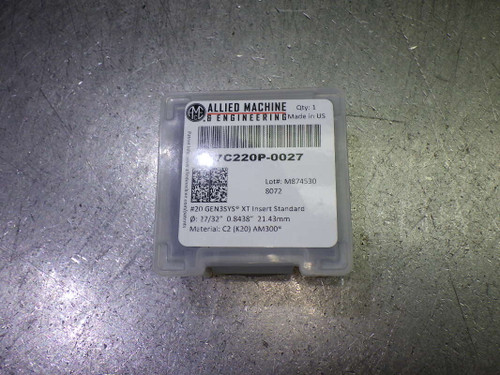 ALLIED MACHINE
& ENGINEERING
Qty: 1
Made in US
7C220P-0027
Lot#: M874530
8072
#20 GEN3SYS® XT Insert Standard
Ø: 27/32" 0.8438" 21.43mm
Material: C2 (K20) AM300®